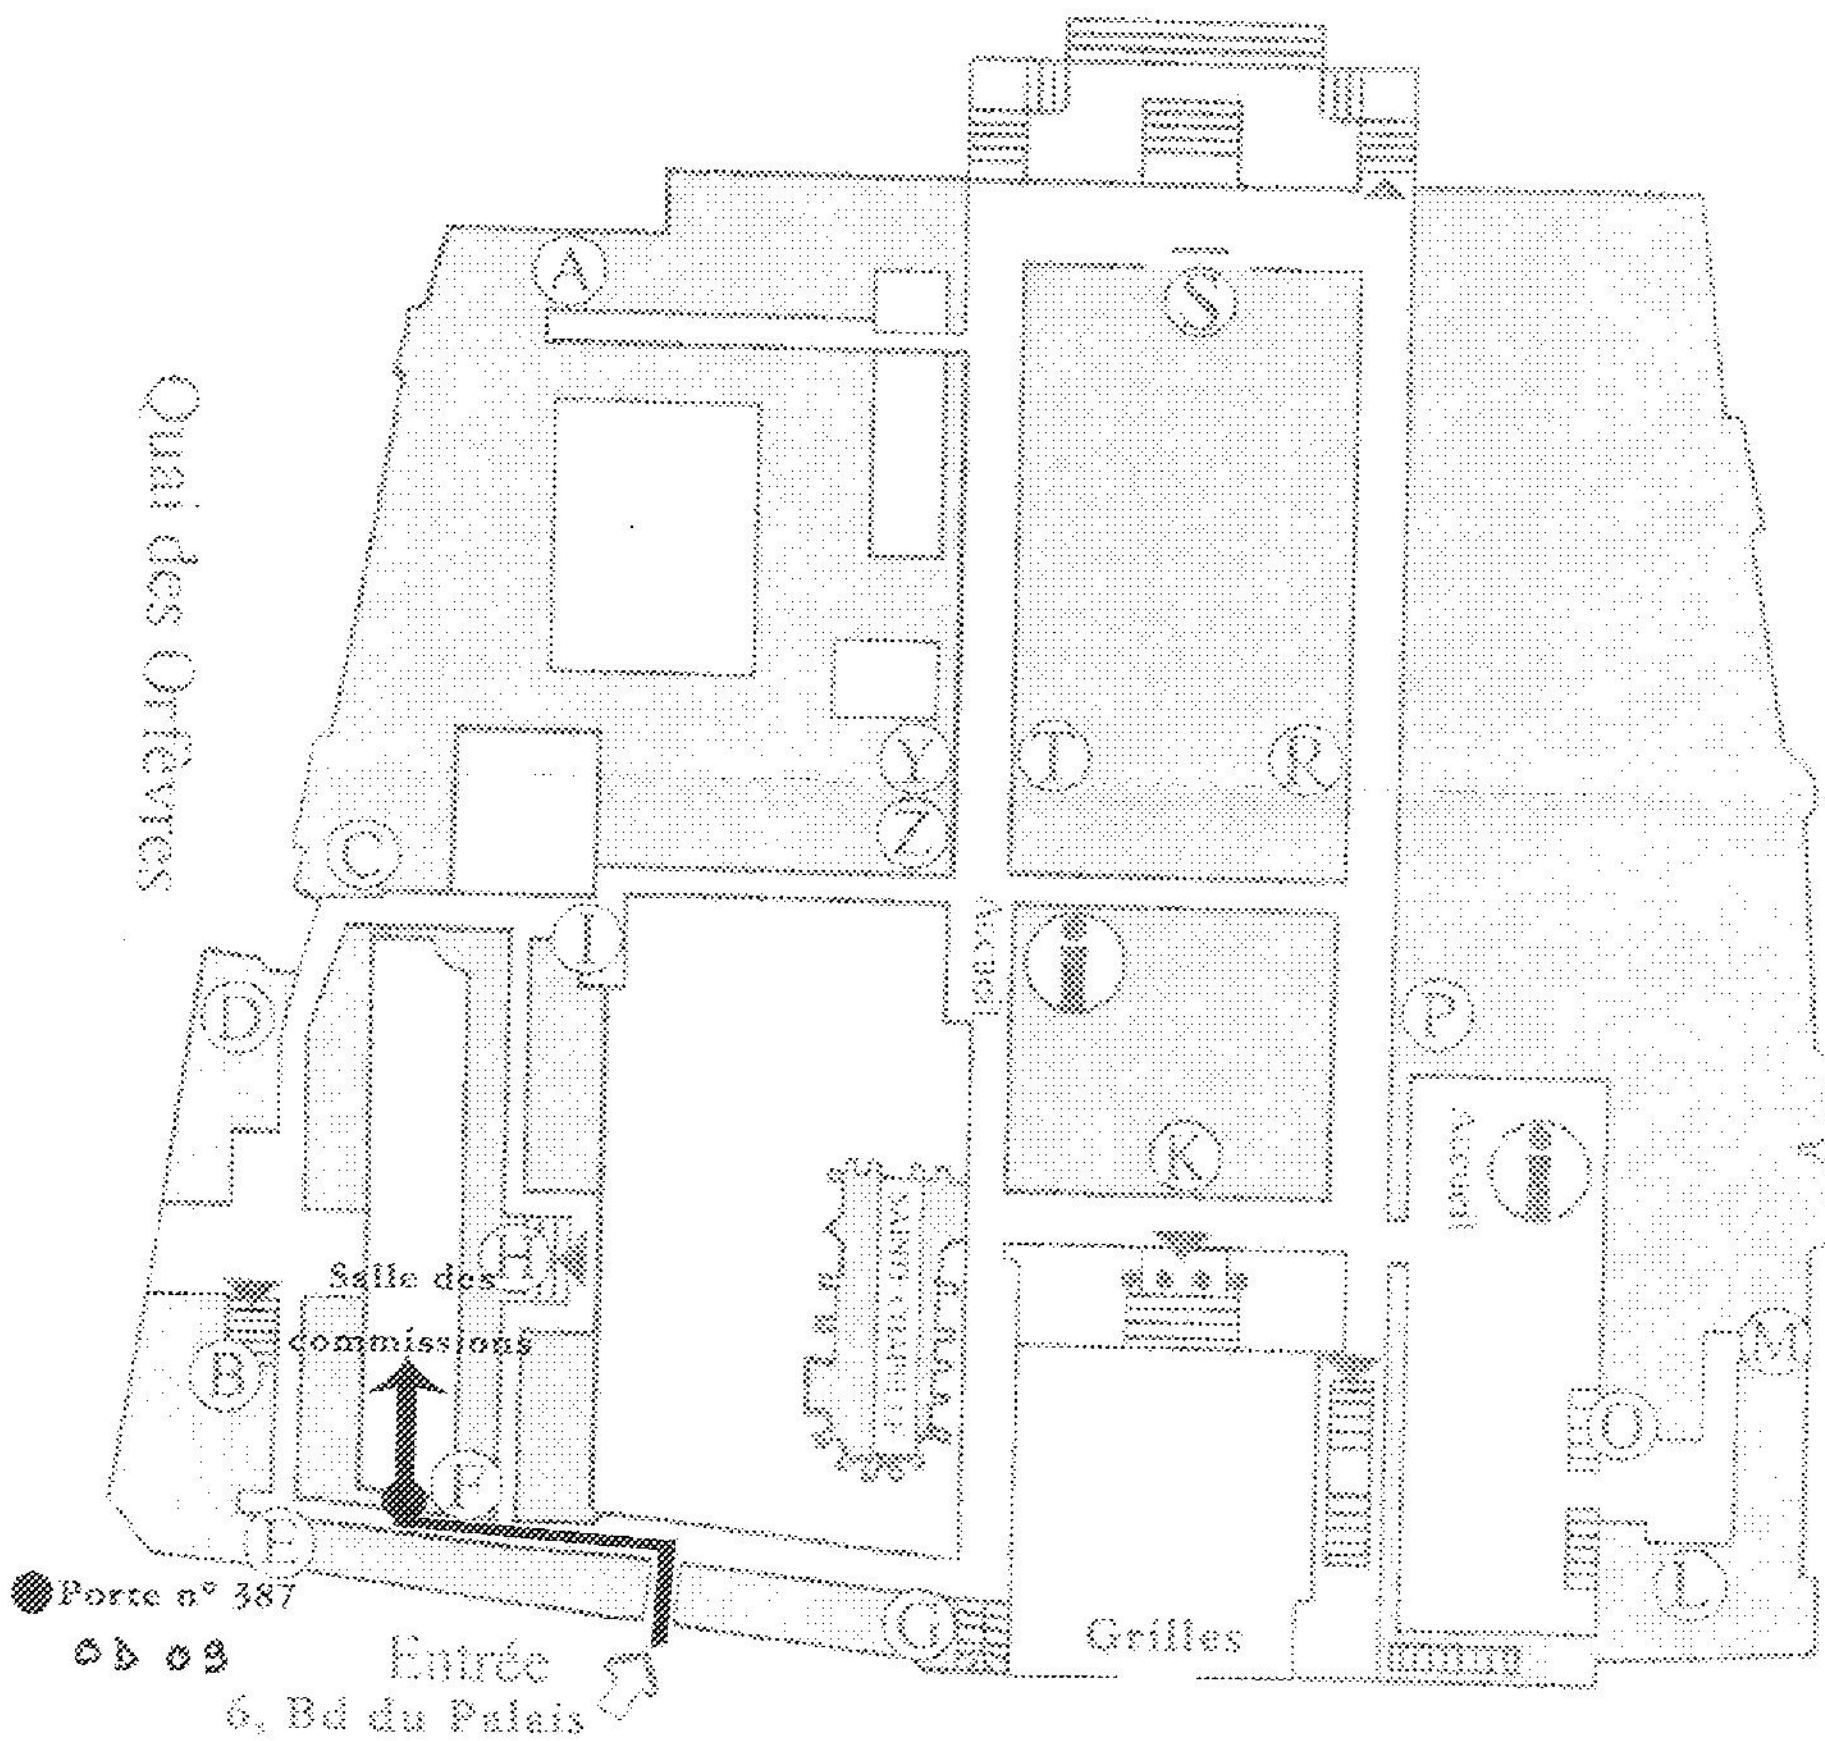 A
S
Quai des Orfèvres
Y
T
R
Z
C
I
i
D
P
K
i
H
Salle des
commissions
B
M
O
F
E
L
Porte n° 387
G
Grilles
Entrée
6, Bd du Palais